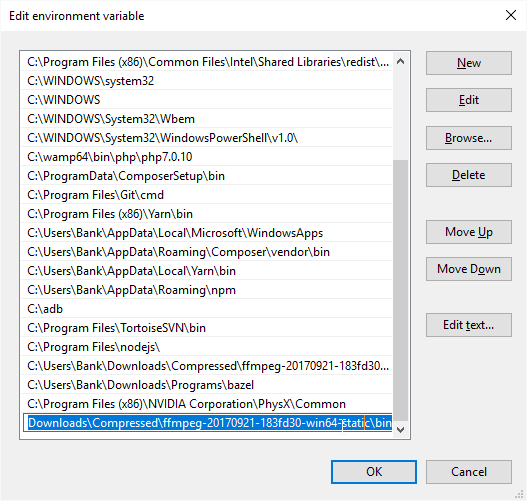 Edit environment variable
C:\Program Files (x86)\Common Files\Intel\Shared Libraries\redist\...
C:\WINDOWS\system32
C:\WINDOWS
C:\WINDOWS\System32\Wbem
C:\WINDOWS\System32\WindowsPowerShell\v1.0\
C:\wamp64\bin\php\php7.0.10
C:\ProgramData\ComposerSetup\bin
C:\Program Files\Git\cmd
C:\Program Files (x86)\Yarn\bin
C:\Users\Bank\AppData\Local\Microsoft\WindowsApps
C:\Users\Bank\AppData\Roaming\Composer\vendor\bin
C:\Users\Bank\AppData\Local\Yarn\bin
C:\Users\Bank\AppData\Roaming\npm
C:\adb
C:\Program Files\TortoiseSVN\bin
C:\Program Files\nodejs\
C:\Users\Bank\Downloads\Compressed\ffmpeg-20170921-183fd30...
C:\Users\Bank\Downloads\Programs\bazel
C:\Program Files (x86)\NVIDIA Corporation\PhysX\Common
Downloads\Compressed\ffmpeg-20170921-183fd30-win64-static\bin
New
Edit
Browse...
Delete
Move Up
Move Down
Edit text...
OK
Cancel